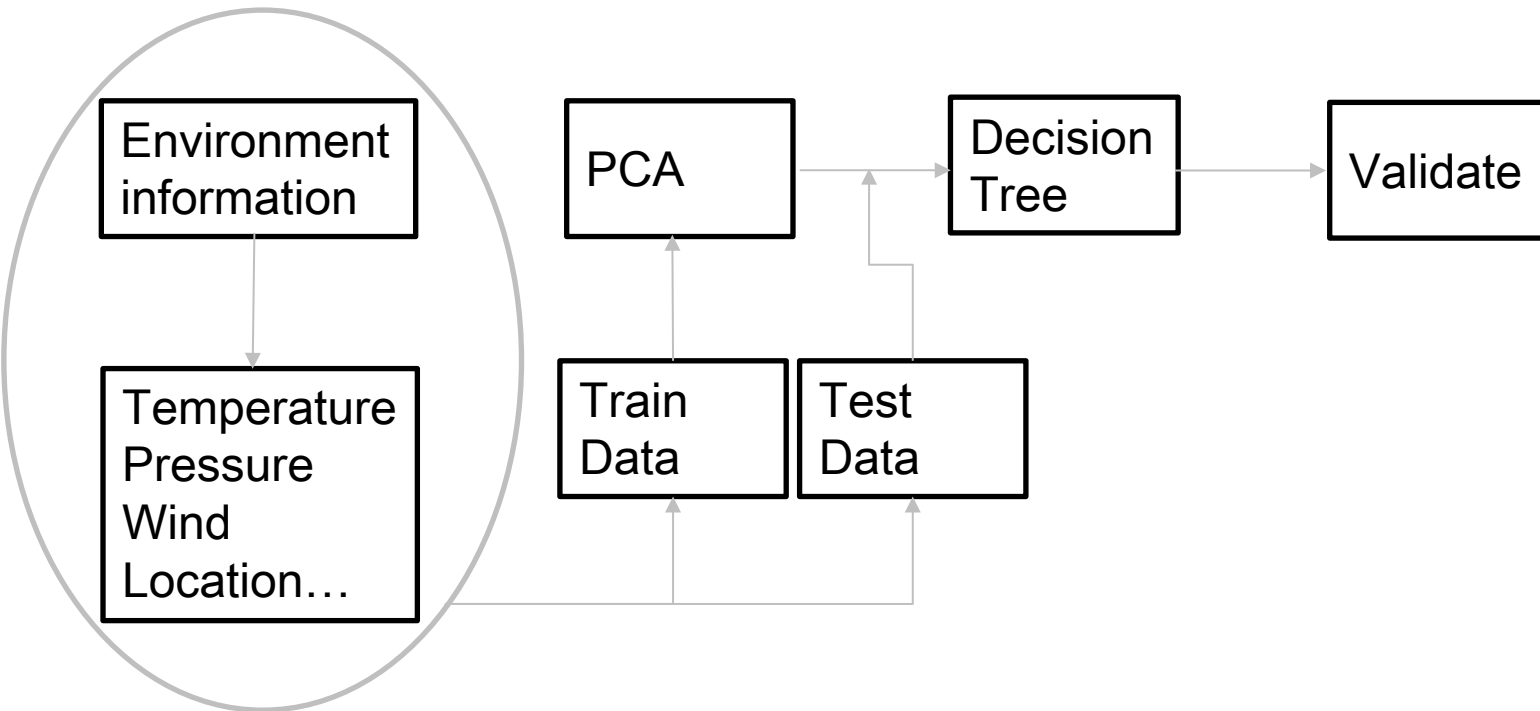 Environment
information
Temperature
Pressure
Wind
Location…
PCA
Train
Data
Test
Data
Decision
Tree
Validate